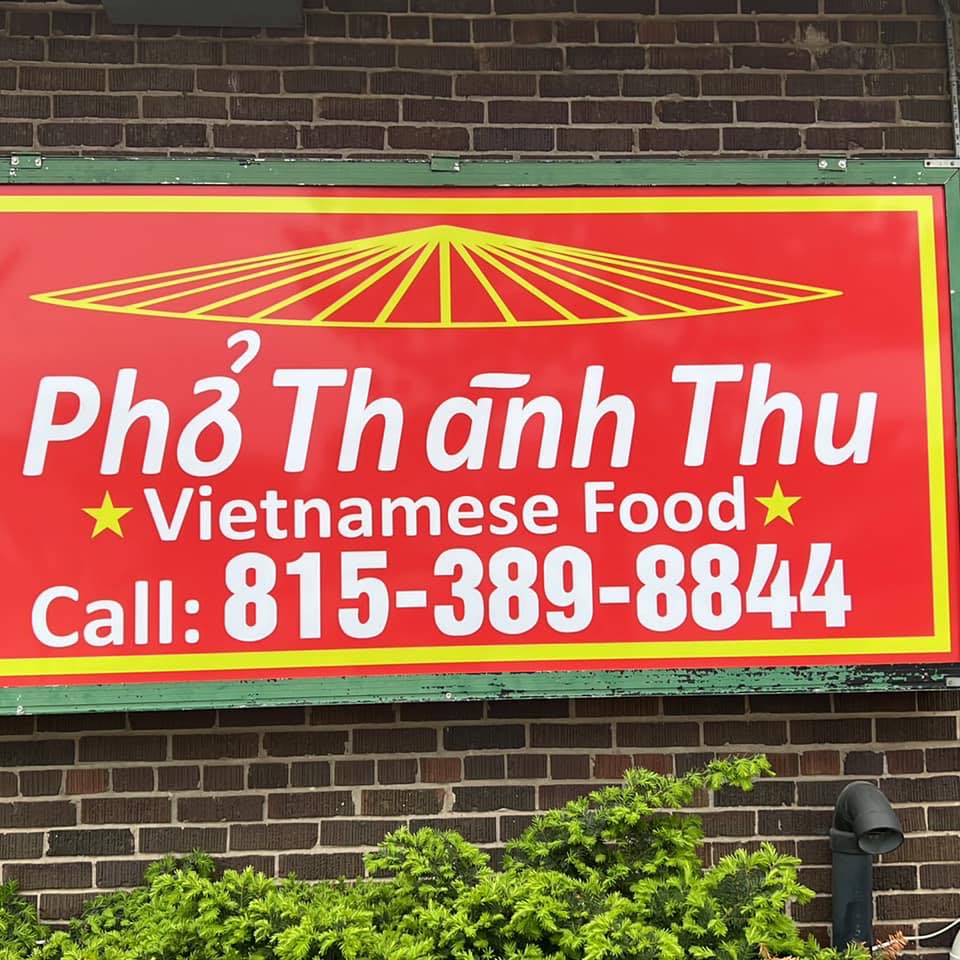 Phở Thānh Thu
Vietnamese Food
Call: 815-389-8844